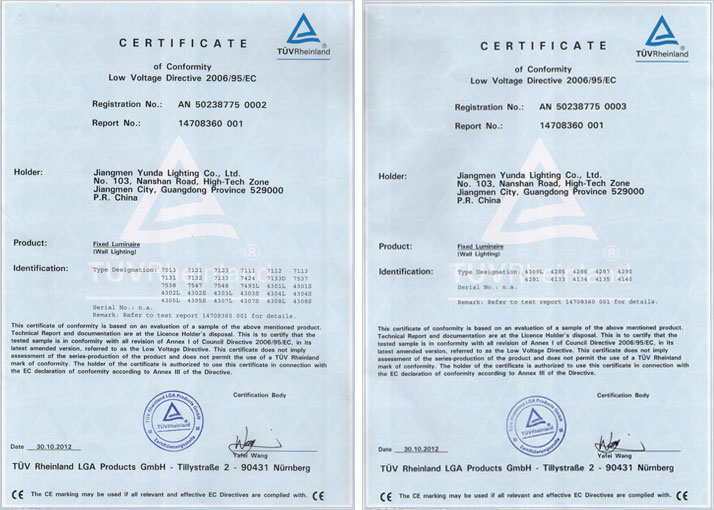 TÜVRheinland
CERTIFICATE
of Conformity
Low Voltage Directive 2006/95/EC
Registration No.: AN 50238775 0002
Report No.: 14708360 001
Holder: Jiangmen Yunda Lighting Co., Ltd.
No. 103, Nanshan Road, High-Tech Zone
Jiangmen City, Guangdong Province 529000
P.R. China
Product: Fixed Luminaire
(Wall Lighting)
Identification: Type Designation: 7013 7121 7123 7111 7112 7113
7131 7132 7133 7424 7133D 7537
7538 7547 7548 7493L 4301L 4301S
4302L 4302S 4303L 4303S 4304L 4304S
4305L 4305S 4307L 4307S 4308L 4308S
Serial No.: n.a.
Remark: Refer to test report 14708360 001 for details.
This certificate of conformity is based on an evaluation of a sample of the above mentioned product.
Technical Report and documentation are at the Licence Holder's disposal. This is to certify that the
tested sample is in conformity with all revision of Annex I of Council Directive 2006/95/EC, in its
latest amended version, referred to as the Low Voltage Directive. This certificate does not imply
assessment of the series-production of the product and does not permit the use of a TÜV Rheinland
mark of conformity. The holder of the certificate is authorized to use this certificate in connection with
the EC declaration of conformity according to Annex III of the Directive.
Certification Body
TÜV Rheinland LGA Products GmbH
TÜVRheinland
Zertifizierungsstelle
Date 30.10.2012
Yafei Wang
TÜV Rheinland LGA Products GmbH - Tillystraße 2 - 90431 Nürnberg
CE The CE marking may be used if all relevant and effective EC Directives are complied with. CE
TÜVRheinland
CERTIFICATE
of Conformity
Low Voltage Directive 2006/95/EC
Registration No.: AN 50238775 0003
Report No.: 14708360 001
Holder: Jiangmen Yunda Lighting Co., Ltd.
No. 103, Nanshan Road, High-Tech Zone
Jiangmen City, Guangdong Province 529000
P.R. China
Product: Fixed Luminaire
(Wall Lighting)
Identification: Type Designation: 4309L 4285 4286 4287 4290
4291 4133 4134 4135 4140
Serial No.: n.a.
Remark: Refer to test report 14708360 001 for details.
This certificate of conformity is based on an evaluation of a sample of the above mentioned product.
Technical Report and documentation are at the Licence Holder's disposal. This is to certify that the
tested sample is in conformity with all revision of Annex I of Council Directive 2006/95/EC, in its
latest amended version, referred to as the Low Voltage Directive. This certificate does not imply
assessment of the series-production of the product and does not permit the use of a TÜV Rheinland
mark of conformity. The holder of the certificate is authorized to use this certificate in connection with
the EC declaration of conformity according to Annex III of the Directive.
Certification Body
TÜV Rheinland LGA Products GmbH
TÜVRheinland
Zertifizierungsstelle
Date 30.10.2012
Yafei Wang
TÜV Rheinland LGA Products GmbH - Tillystraße 2 - 90431 Nürnberg
CE The CE marking may be used if all relevant and effective EC Directives are complied with. CE